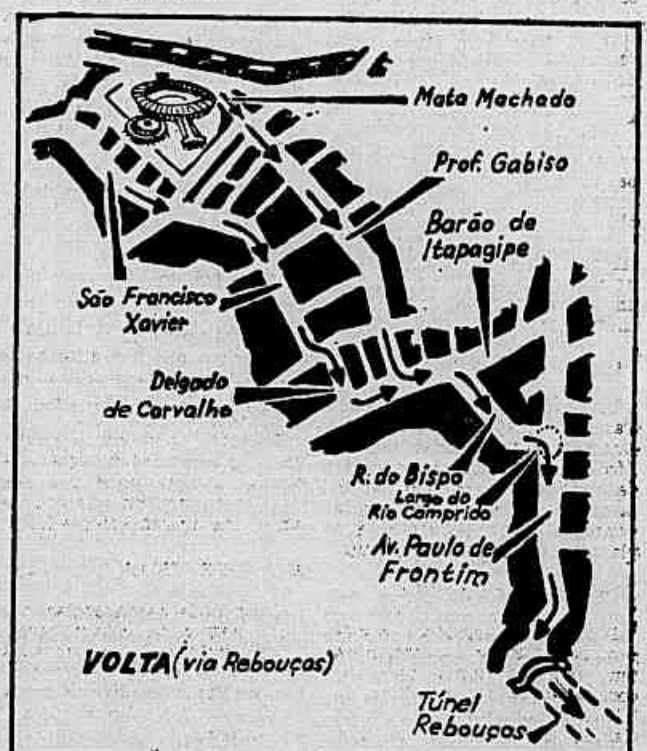 Mata Machado
Prof. Gabiso
Barão de
Itapagipe
São Francisco
Xavier
Delgado
de Carvalho
R. do Bispo
Largo do
Rio Comprido
Av. Paulo de
Frontim
VOLTA (via Rebouças)
Túnel
Rebouças